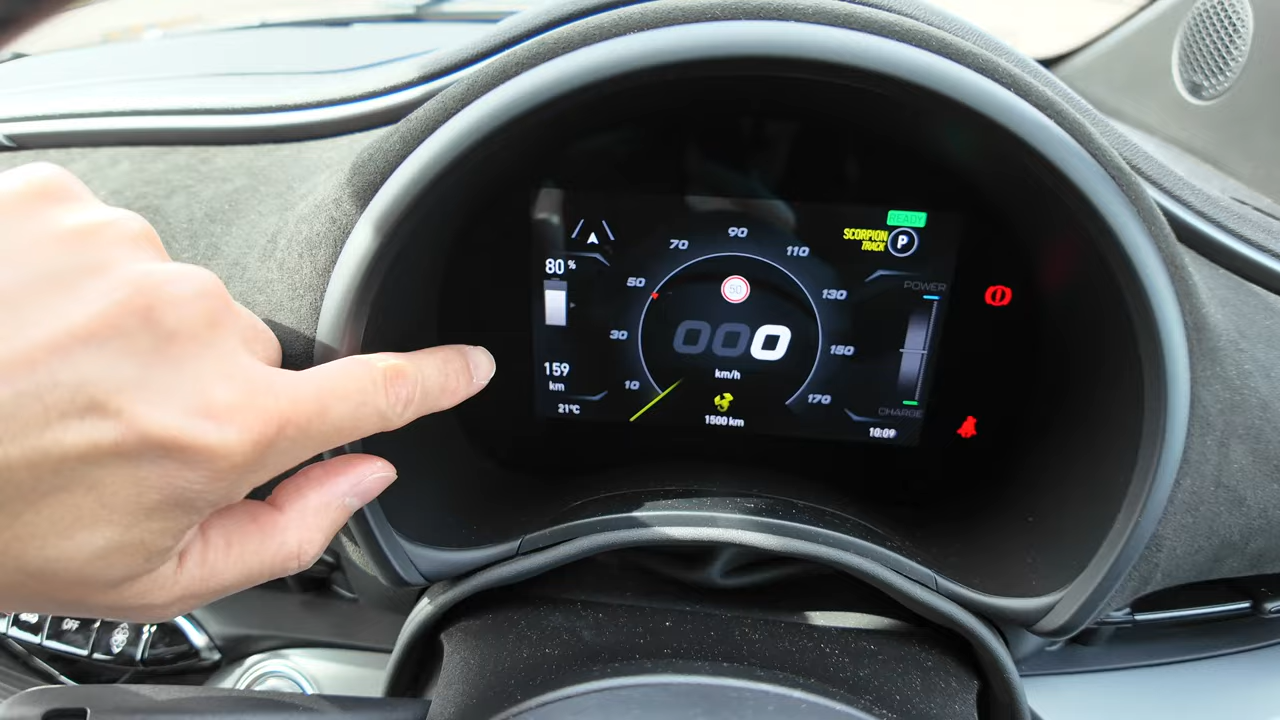 READY
SCORPION
TRACK
P
80 %
POWER
10
30
50
70
90
110
130
150
170
50
000
km/h
159
km
21°C
1500 km
CHARGE
10:09
OFF